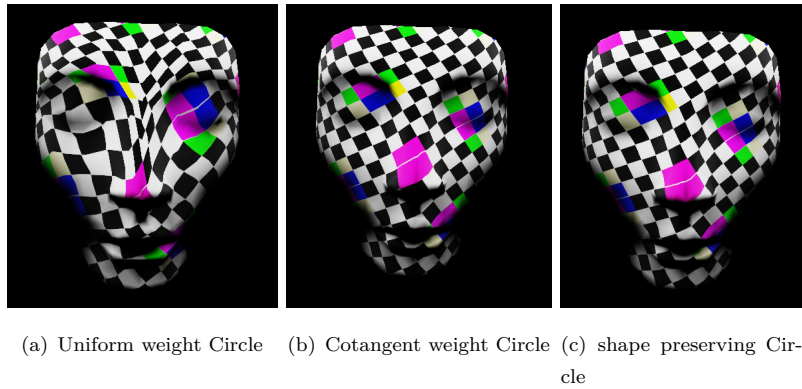 (a) Uniform weight Circle
(b) Cotangent weight Circle
(c) shape preserving Cir-
cle